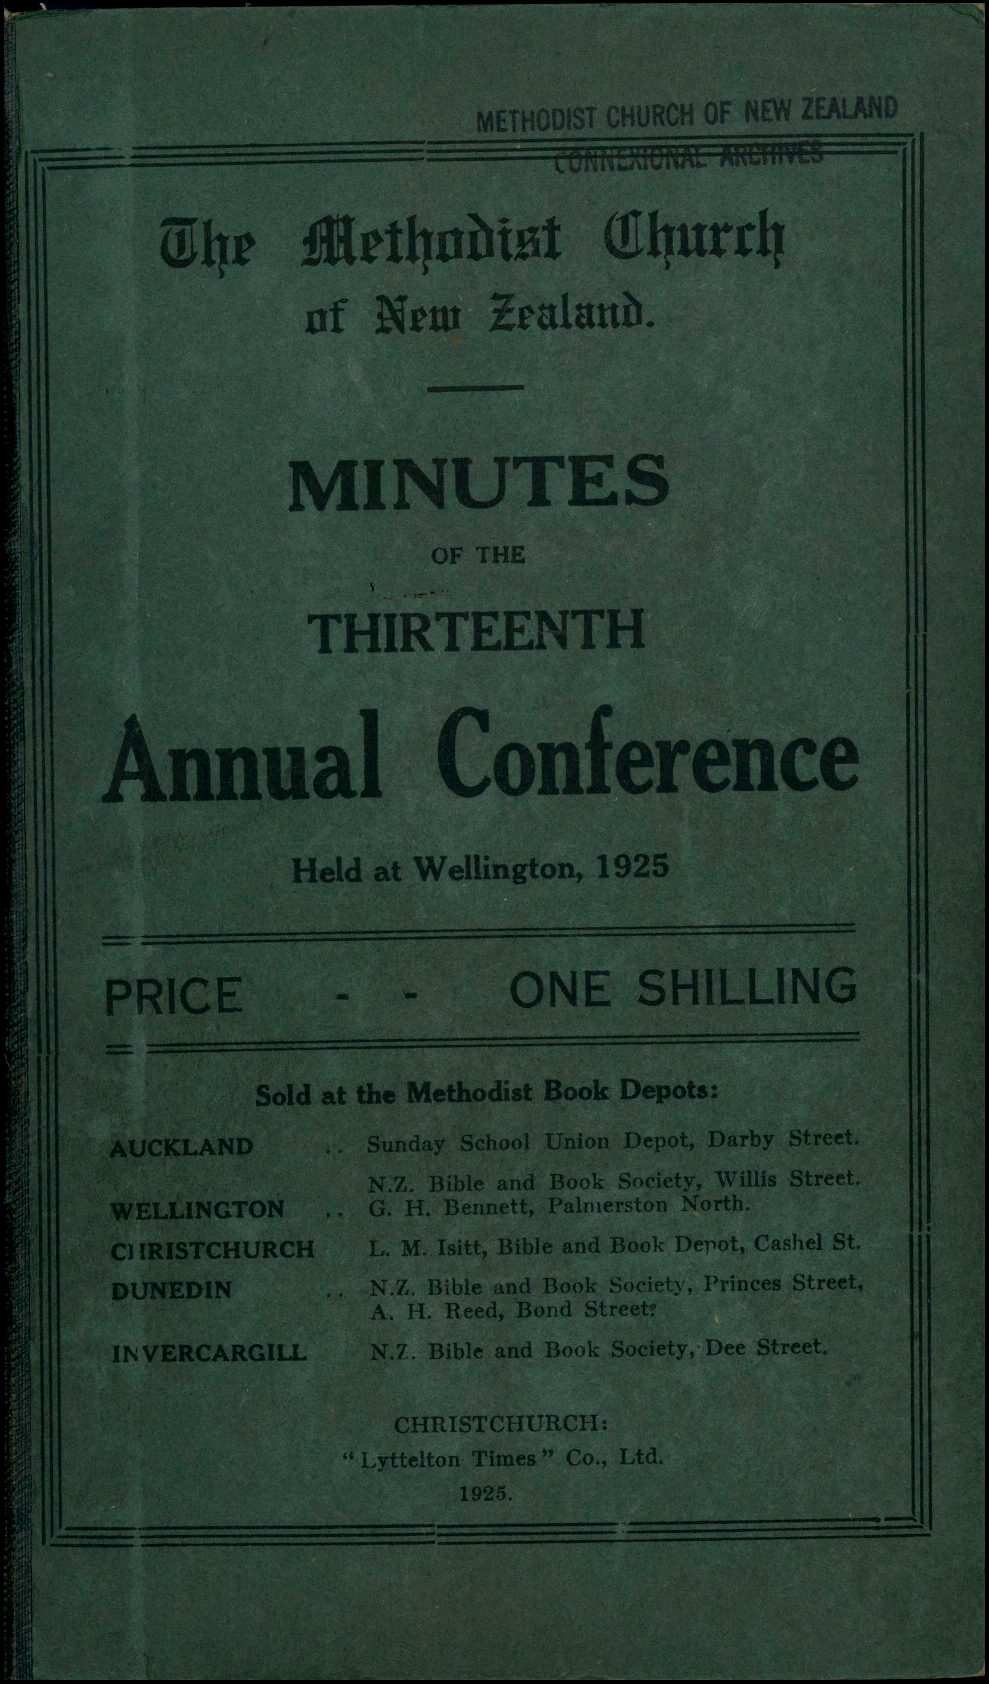 METHODIST CHURCH OF NEW ZEALAND
CONNEXIONAL ARCHIVES
The Methodist Church
of New Zealand.
MINUTES
OF THE
THIRTEENTH
Annual Conference
Held at Wellington, 1925
PRICE - - ONE SHILLING
Sold at the Methodist Book Depots:
AUCKLAND .. Sunday School Union Depot, Darby Street.
N.Z. Bible and Book Society, Willis Street.
WELLINGTON .. G. H. Bennett, Palmerston North.
CHRISTCHURCH L. M. Isitt, Bible and Book Depot, Cashel St.
DUNEDIN .. N.Z. Bible and Book Society, Princes Street,
A. H. Reed, Bond Street.
INVERCARGILL N.Z. Bible and Book Society, Dee Street.
CHRISTCHURCH:
"Lyttelton Times" Co., Ltd.
1925.